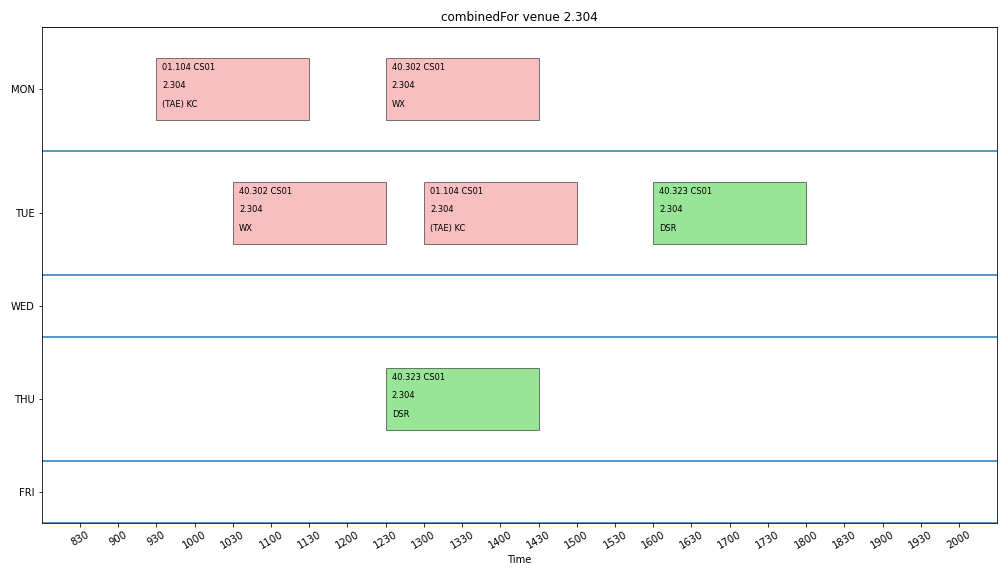 combinedFor venue 2.304
MON
01.104 CS01
2.304
(TAE) KC
40.302 CS01
2.304
WX
TUE
40.302 CS01
2.304
WX
01.104 CS01
2.304
(TAE) KC
40.323 CS01
2.304
DSR
WED
THU
40.323 CS01
2.304
DSR
FRI
830 900 930 1000 1030 1100 1130 1200 1230 1300 1330 1400 1430 1500 1530 1600 1630 1700 1730 1800 1830 1900 1930 2000
Time